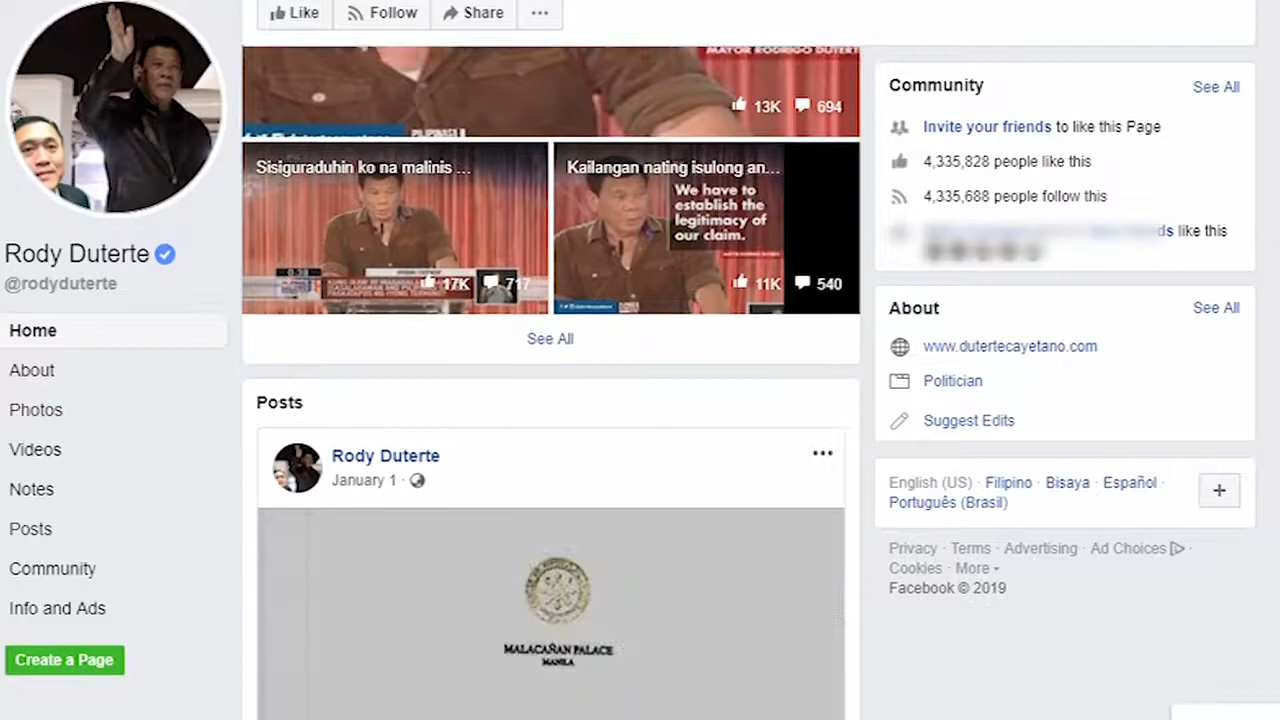 Like
Follow
Share
MAYOR RODRIGO DUTERT
13K
694
Sisiguraduhin ko na malinis ...
17K
717
Kailangan nating isulong an...
We have to
establish the
legitimacy of
our claim.
11K
540
See All
Rody Duterte
@rodyduterte
Home
About
Photos
Videos
Notes
Posts
Community
Info and Ads
Create a Page
Posts
Rody Duterte
January 1 ·
MALACAÑAN PALACE
MANILA
Community
See All
Invite your friends to like this Page
4,335,828 people like this
4,335,688 people follow this
ds like this
About
See All
www.dutertecayetano.com
Politician
Suggest Edits
English (US) · Filipino · Bisaya · Español ·
Português (Brasil)
Privacy · Terms · Advertising · Ad Choices ·
Cookies · More
Facebook © 2019